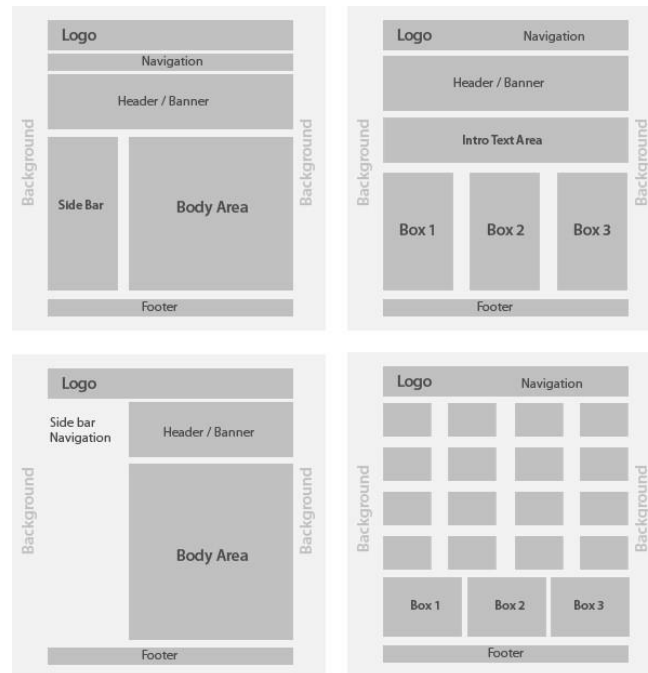 Logo
Navigation
Header / Banner
Background
Side Bar
Body Area
Background
Footer
Logo
Navigation
Header / Banner
Background
Intro Text Area
Background
Box 1
Box 2
Box 3
Footer
Logo
Side bar
Navigation
Header / Banner
Background
Body Area
Background
Footer
Logo
Navigation
Background
Background
Box 1
Box 2
Box 3
Footer